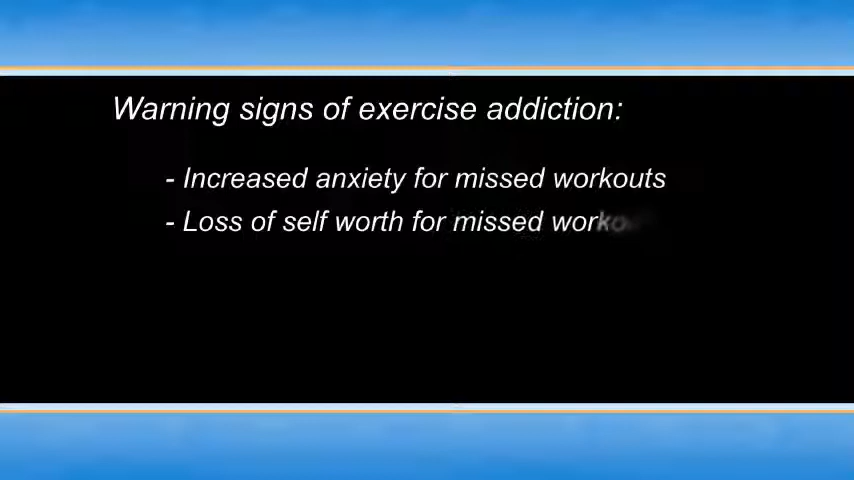 Warning signs of exercise addiction:
- Increased anxiety for missed workouts
- Loss of self worth for missed